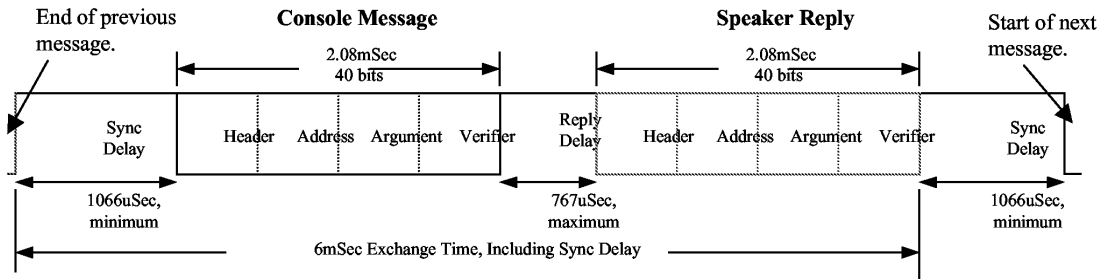 End of previous
message.
Console Message
Speaker Reply
Start of next
message.
2.08mSec
40 bits
2.08mSec
40 bits
Sync
Delay
Header
Address
Argument
Verifier
Reply
Delay
Header
Address
Argument
Verifier
Sync
Delay
1066uSec,
minimum
767uSec,
maximum
1066uSec,
minimum
6mSec Exchange Time, Including Sync Delay